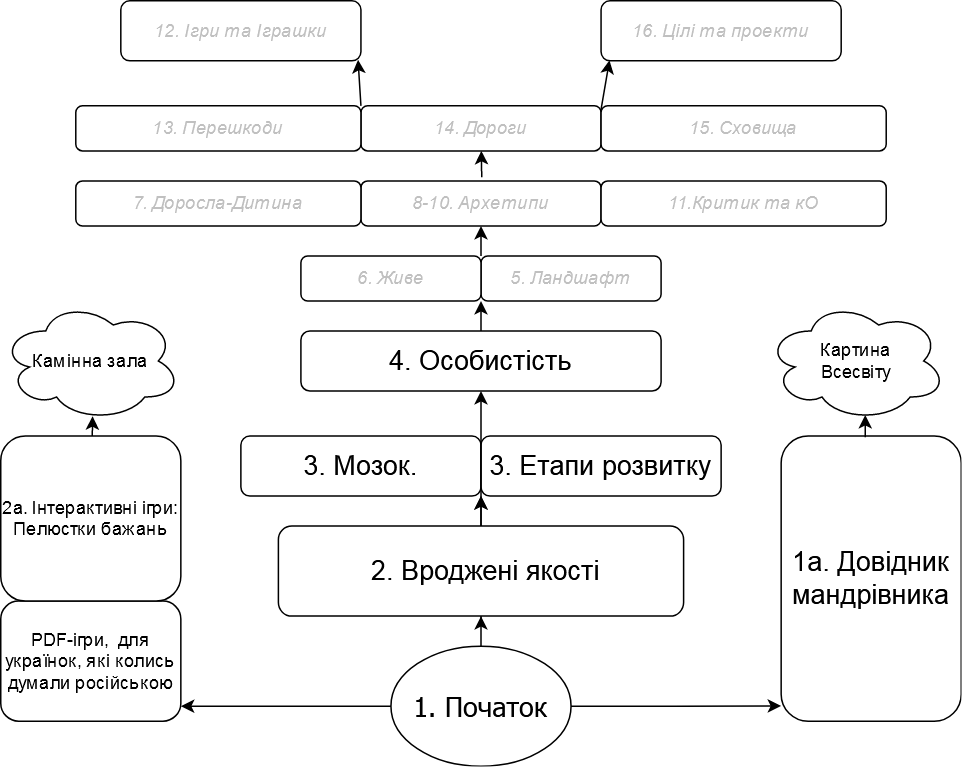 12. Ігри та Іграшки
16. Цілі та проекти
13. Перешкоди
14. Дороги
15. Сховища
7. Доросла-Дитина
8-10. Архетипи
11.Критик та кО
6. Живе
5. Ландшафт
Камінна зала
4. Особистість
Картина
Всесвіту
3. Мозок.
3. Етапи розвитку
2а. Інтерактивні ігри:
Пелюстки бажань
2. Вроджені якості
1а. Довідник
мандрівника
PDF-ігри, для
українок, які колись
думали російською
1. Початок